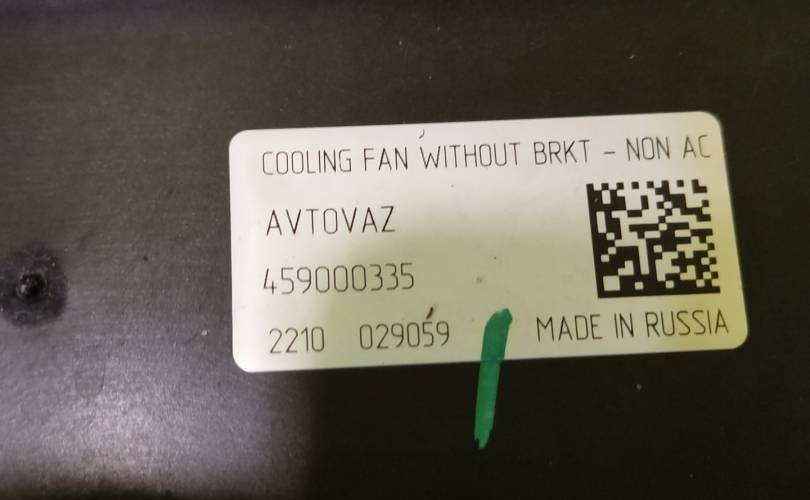 COOLING FAN WITHOUT BRKT - NON AC
AVTOVAZ
459000335
2210 029059 MADE IN RUSSIA